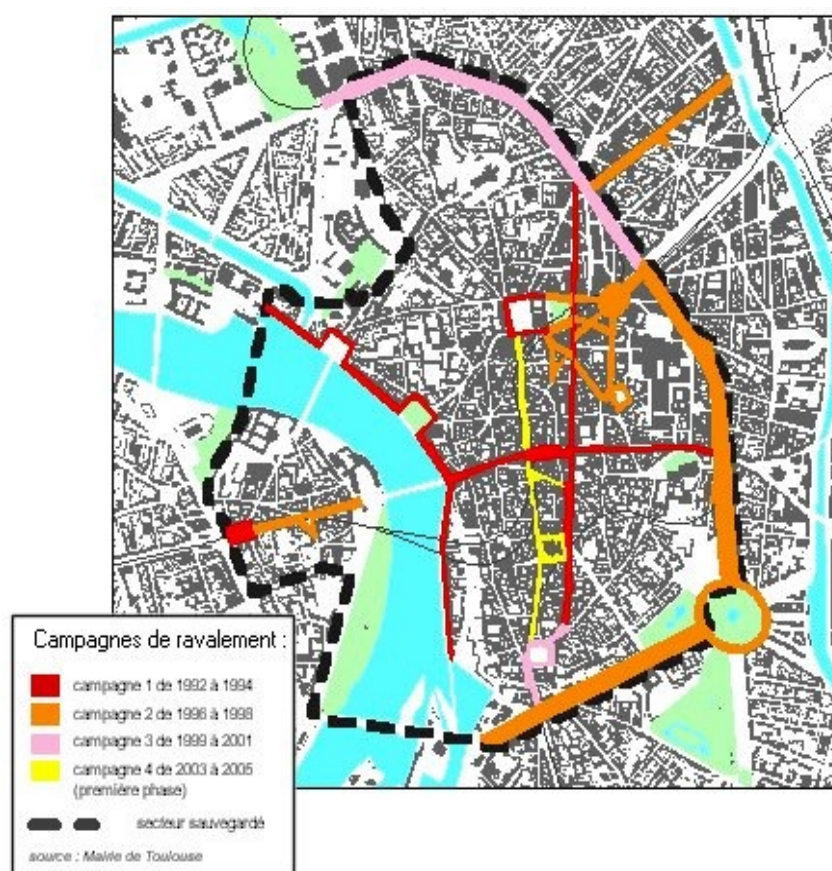 Campagnes de ravalement :
campagne 1 de 1992 à 1994
campagne 2 de 1996 à 1998
campagne 3 de 1999 à 2001
campagne 4 de 2003 à 2005
(première phase)
secteur sauvegardé
source : Mairie de Toulouse